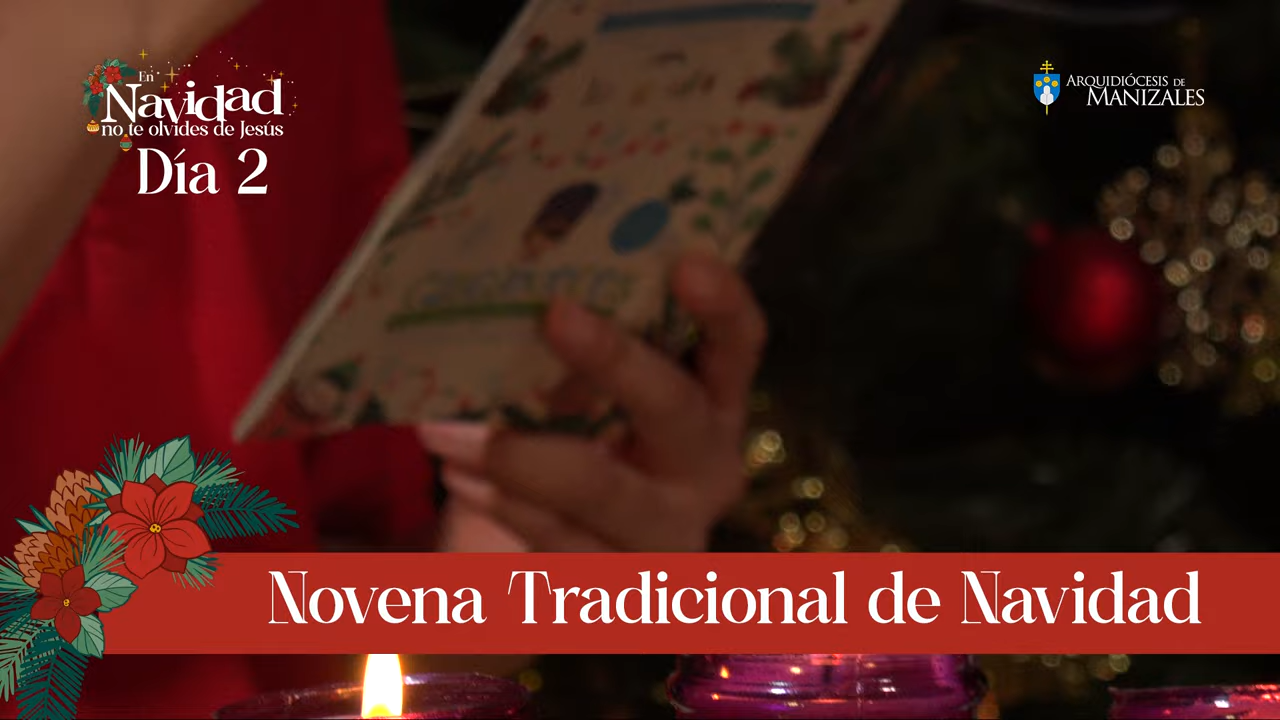 En
Navidad
no te olvides de Jesús
Día 2
ARQUIDIÓCESIS DE
MANIZALES
Novena Tradicional de Navidad